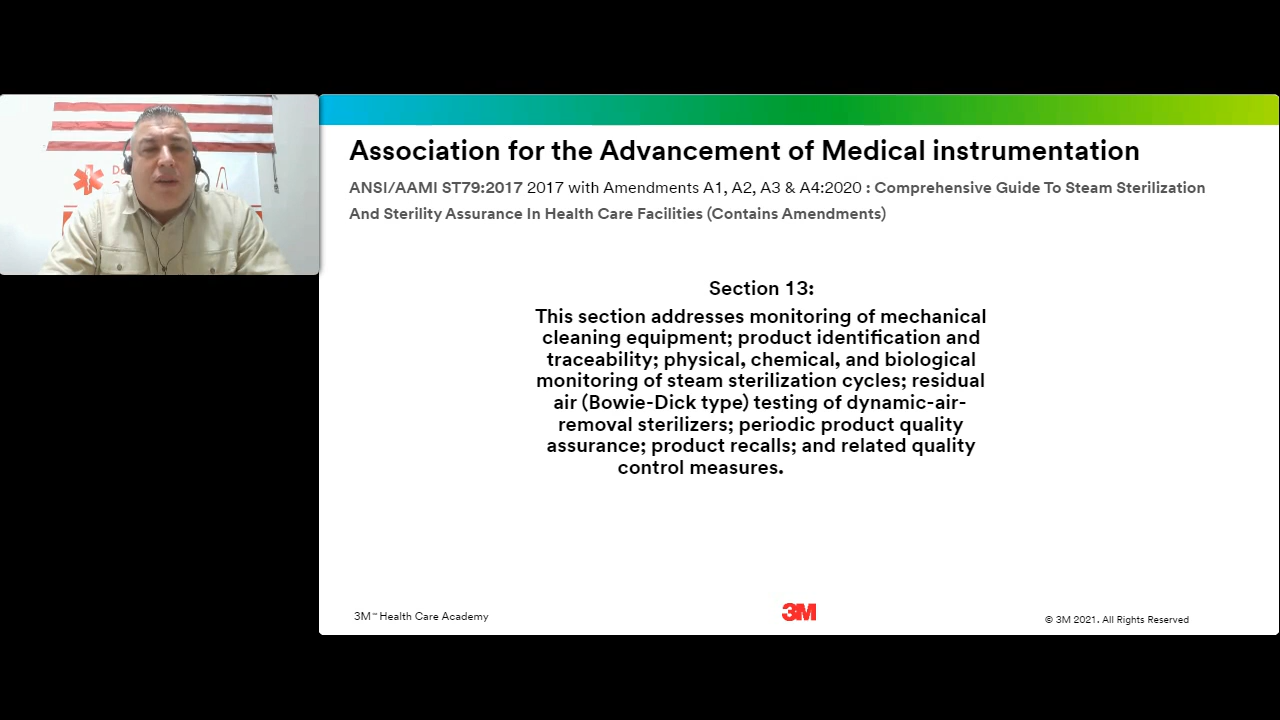 Association for the Advancement of Medical instrumentation
ANSI/AAMI ST79:2017 2017 with Amendments A1, A2, A3 & A4:2020 : Comprehensive Guide To Steam Sterilization
And Sterility Assurance In Health Care Facilities (Contains Amendments)
Section 13:
This section addresses monitoring of mechanical
cleaning equipment; product identification and
traceability; physical, chemical, and biological
monitoring of steam sterilization cycles; residual
air (Bowie-Dick type) testing of dynamic-air-
removal sterilizers; periodic product quality
assurance; product recalls; and related quality
control measures.
3M™ Health Care Academy
3M
© 3M 2021. All Rights Reserved